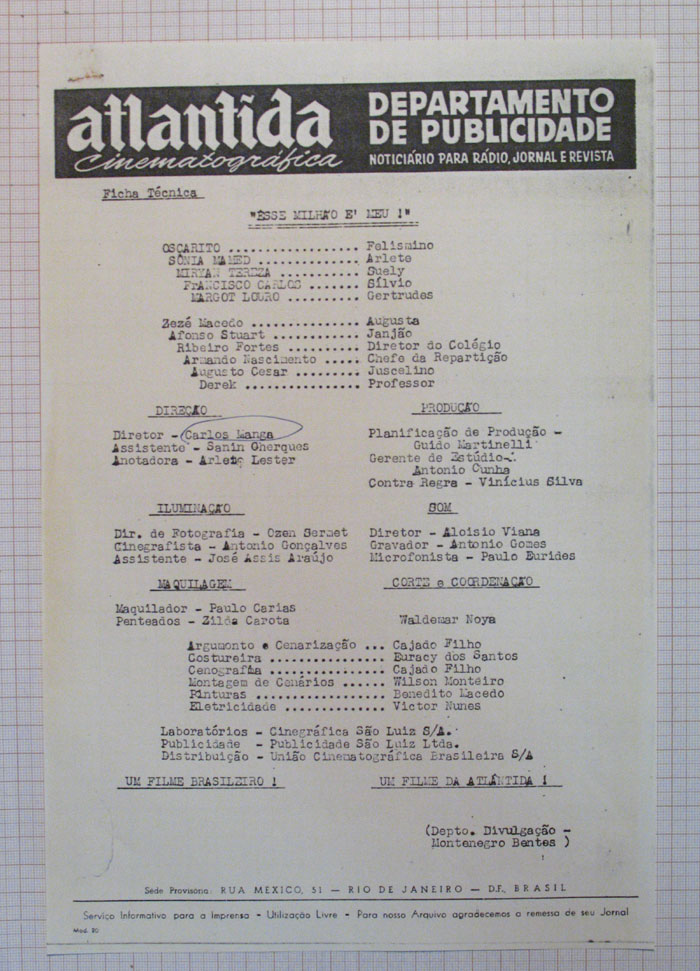 atlantida
cinematográfica
DEPARTAMENTO
DE PUBLICIDADE
NOTICIÁRIO PARA RÁDIO, JORNAL E REVISTA
Ficha Técnica
"ÊSSE MILHÃO E' MEU !"
OSCARITO .................. Felismino
SÔNIA MAMED ............... Arlete
MIRYAN TEREZA ........... Suely
FRANCISCO CARLOS ....... Sílvio
MARGOT LOURO .......... Gertrudes
Zezé Macedo ............... Augusta
Afonso Stuart ............. Janjão
Ribeiro Fortes ........... Diretor do Colégio
Armando Nascimento ..... Chefe da Repartição
Augusto Cesar ......... Juscelino
Derek ................ Professor
DIREÇÃO
Diretor - Carlos Manga
Assistente - Sanin Cherques
Anotadora - Arlete Lester
PRODUÇÃO
Planificação de Produção -
Guido Martinelli
Gerente de Estúdio -
Antonio Cunha
Contra Regra - Vinícius Silva
ILUMINAÇÃO
Dir. de Fotografia - Ozen Sermet
Cinegrafista - Antonio Gonçalves
Assistente - José Assis Araújo
SOM
Diretor - Aloisio Viana
Gravador - Antonio Gomes
Microfonista - Paulo Eurides
MAQUILAGEM
Maquilador - Paulo Carias
Penteados - Zilda Carota
CORTE e COORDENAÇÃO
Waldemar Noya
Argumento e Cenarização ... Cajado Filho
Costureira ................ Euracy dos Santos
Cenografia ................ Cajado Filho
Montagem de Cenários ...... Wilson Monteiro
Pinturas .................. Benedito Macedo
Eletricidade .............. Victor Nunes
Laboratórios - Cinegráfica São Luiz S/A.
Publicidade - Publicidade São Luiz Ltda.
Distribuição - União Cinematográfica Brasileira S/A
UM FILME BRASILEIRO !
UM FILME DA ATLÂNTIDA !
(Depto. Divulgação -
Montenegro Bentes )
Sede Provisória: RUA MEXICO, 51 — RIO DE JANEIRO — D.F., BRASIL
Serviço Informativo para a Imprensa - Utilização Livre - Para nosso Arquivo agradecemos a remessa de seu Jornal
Mod. 80